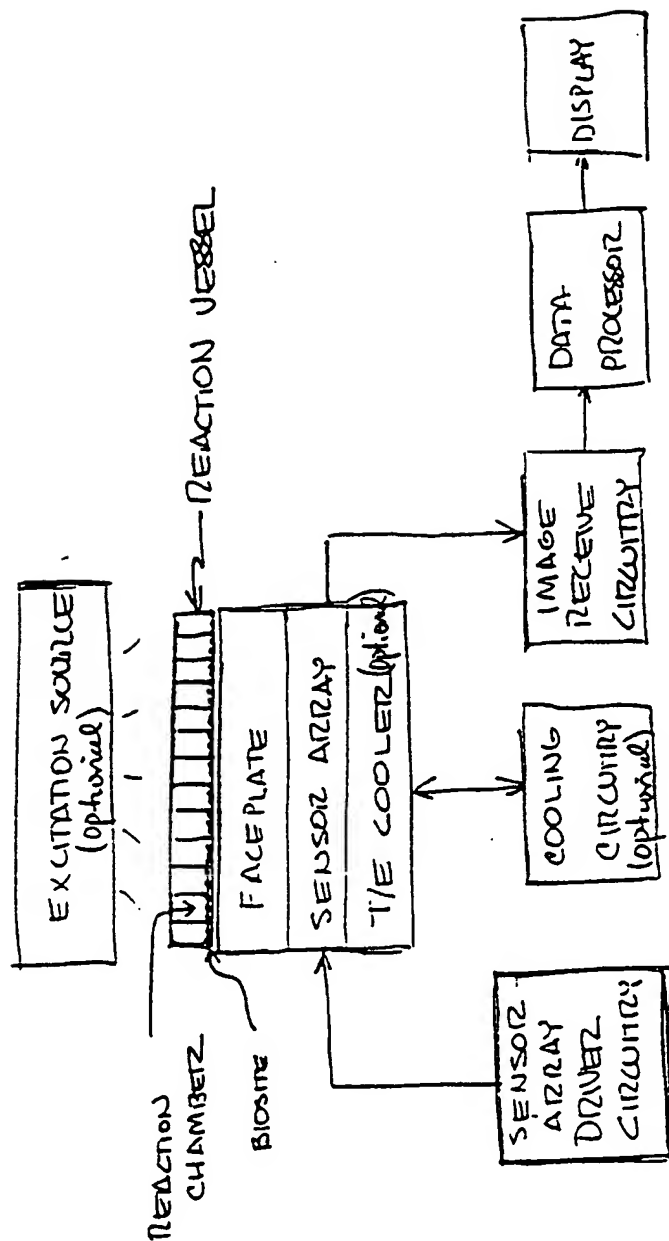 EXCITATION SOURCE
(optional)
REACTION VESSEL
REACTION
CHAMBER
BIOSITE
FACEPLATE
SENSOR ARRAY
T/E COOLER (optional)
SENSOR
ARRAY
DRIVER
CIRCUITRY
COOLING
CIRCUITRY
(optional)
IMAGE
RECEIVE
CIRCUITRY
DATA
PROCESSOR
DISPLAY